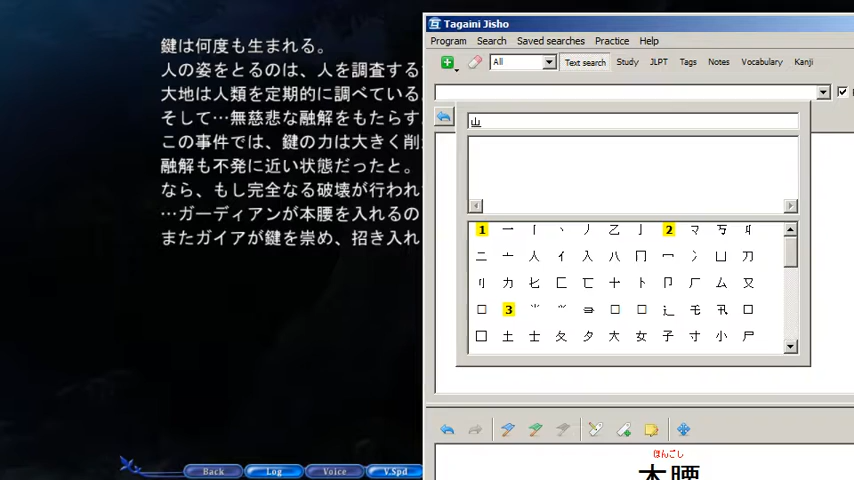 鍵は何度も生まれる。
人の姿をとるのは、人を調査する
大地は人類を定期的に調べている
そして…無慈悲な融解をもたらす
この事件では、鍵の力は大きく削
融解も不発に近い状態だったと。
なら、もし完全なる破壊が行われ
…ガーディアンが本腰を入れるの
またガイアが鍵を崇め、招き入れ
Back Log Voice V.Spd
Tagaini Jisho
Program Search Saved searches Practice Help
All Text search Study JLPT Tags Notes Vocabulary Kanji
山
1 一 丨 丶 丿 乙 亅 2 マ 丂
二 亠 人 イ 入 八 冂 冖 冫 凵 刀
刂 力 匕 匚 匸 十 卜 卩 厂 厶 又
3
囗 土 士 夂 夕 大 女 子 寸 小 尸
ほんごし
本腰